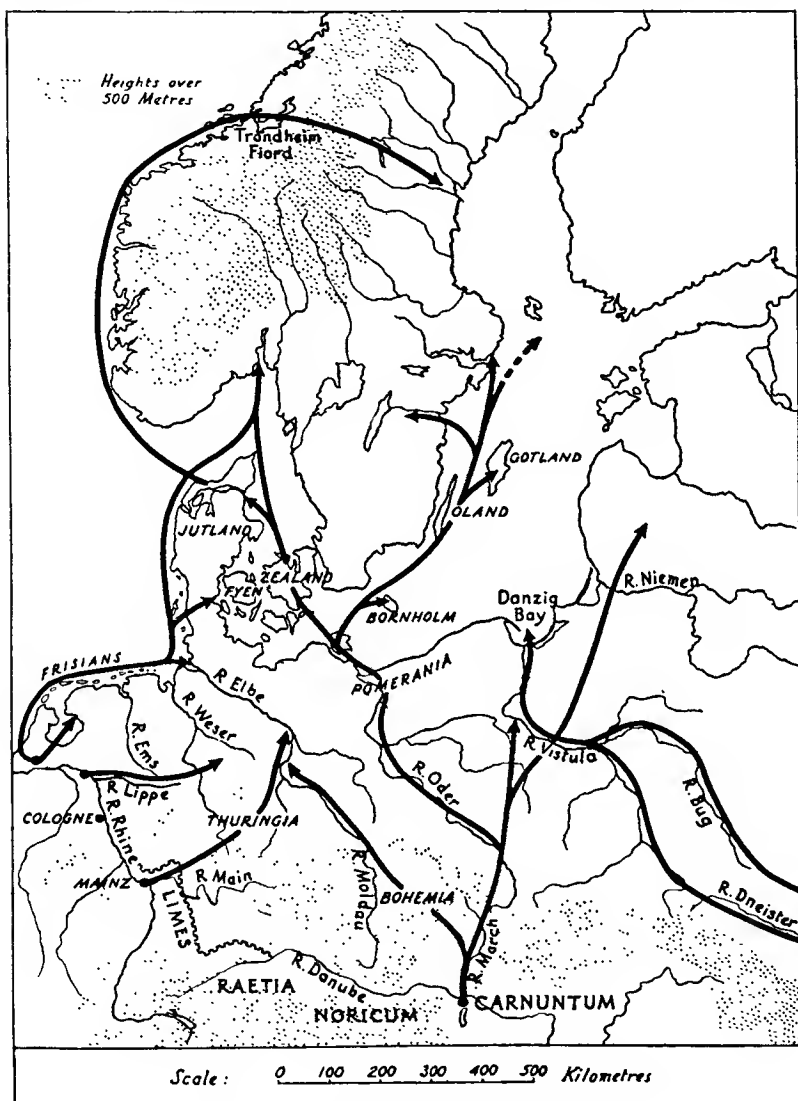 Heights over
500 Metres
Trondheim
Fiord
GOTLAND
OLAND
JUTLAND
ZEALAND
FYEN
BORNHOLM
Danzig
Bay
R. Niemen
FRISIANS
R. Elbe
POMERANIA
R. Weser
R. Ems
R. Vistula
R. Oder
R. Bug
R. Lippe
COLOGNE
R. Rhine
THURINGIA
MAINZ
R. Main
R. Moldau
BOHEMIA
R. Dneister
LIMES
R. March
R. Danube
RAETIA
NORICUM
CARNUNTUM
Scale : 0 100 200 300 400 500 Kilometres